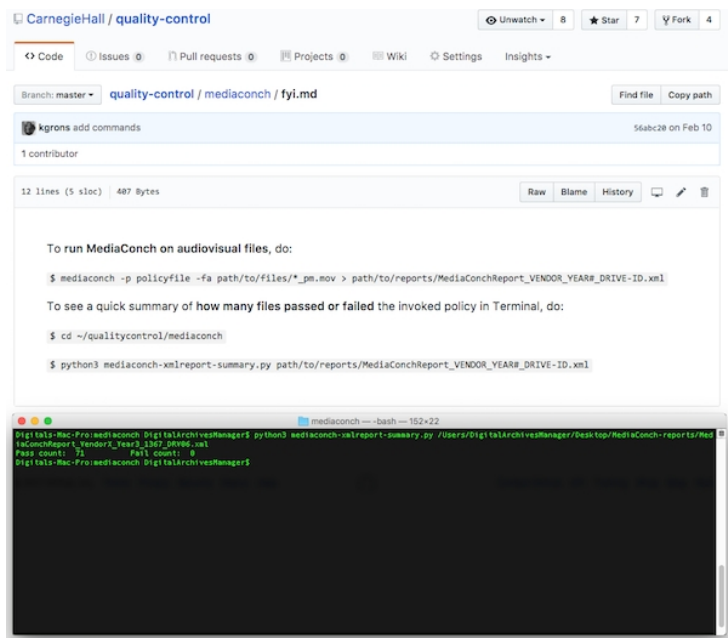 CarnegieHall / quality-control
Unwatch 8 Star 7 Fork 4
Code Issues 0 Pull requests 0 Projects 0 Wiki Settings Insights
Branch: master quality-control / mediaconch / fyi.md Find file Copy path
kgrons add commands 56abc20 on Feb 10
1 contributor
12 lines (5 sloc) 407 Bytes Raw Blame History
To run MediaConch on audiovisual files, do:
$ mediaconch -p policyfile -fa path/to/files/*_pm.mov > path/to/reports/MediaConchReport_VENDOR_YEAR#_DRIVE-ID.xml
To see a quick summary of how many files passed or failed the invoked policy in Terminal, do:
$ cd ~/qualitycontrol/mediaconch
$ python3 mediaconch-xmlreport-summary.py path/to/reports/MediaConchReport_VENDOR_YEAR#_DRIVE-ID.xml
mediaconch — -bash — 152×22
Digitals-Mac-Pro:mediaconch DigitalArchivesManager$ python3 mediaconch-xmlreport-summary.py /Users/DigitalArchivesManager/Desktop/MediaConch-reports/Med
iaConchReport_VendorX_Year3_1367_DRV06.xml
Pass count: 71 Fail count: 0
Digitals-Mac-Pro:mediaconch DigitalArchivesManager$